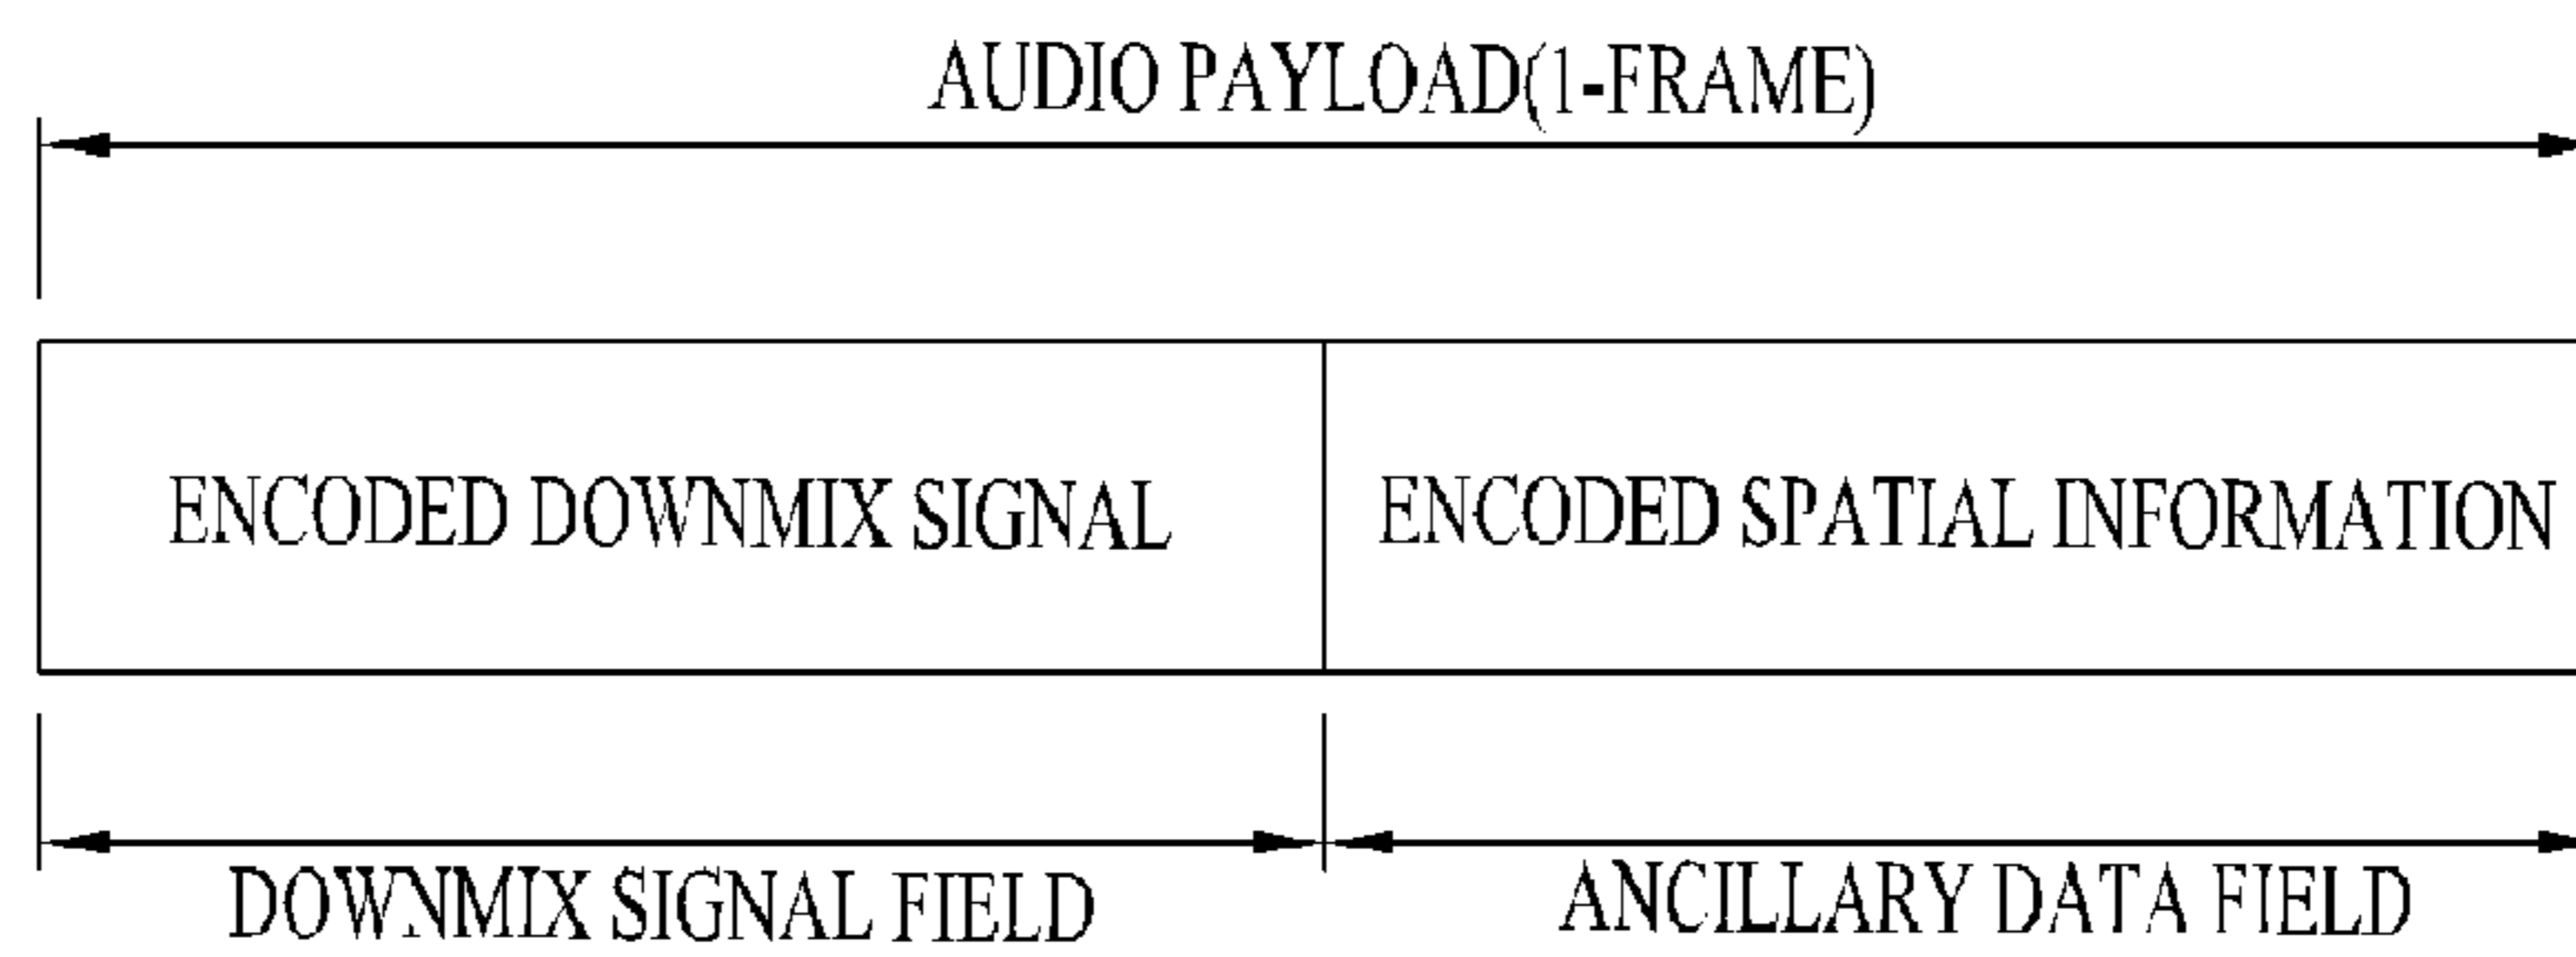 AUDIO PAYLOAD(1-FRAME)
ENCODED DOWNMIX SIGNAL
ENCODED SPATIAL INFORMATION
DOWNMIX SIGNAL FIELD
ANCILLARY DATA FIELD